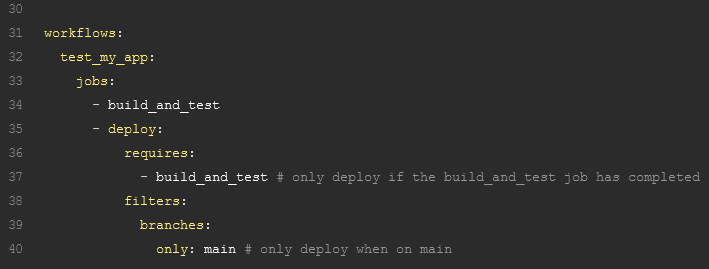 30
31 workflows:
32   test_my_app:
33     jobs:
34       - build_and_test
35       - deploy:
36           requires:
37             - build_and_test # only deploy if the build_and_test job has completed
38           filters:
39             branches:
40               only: main # only deploy when on main